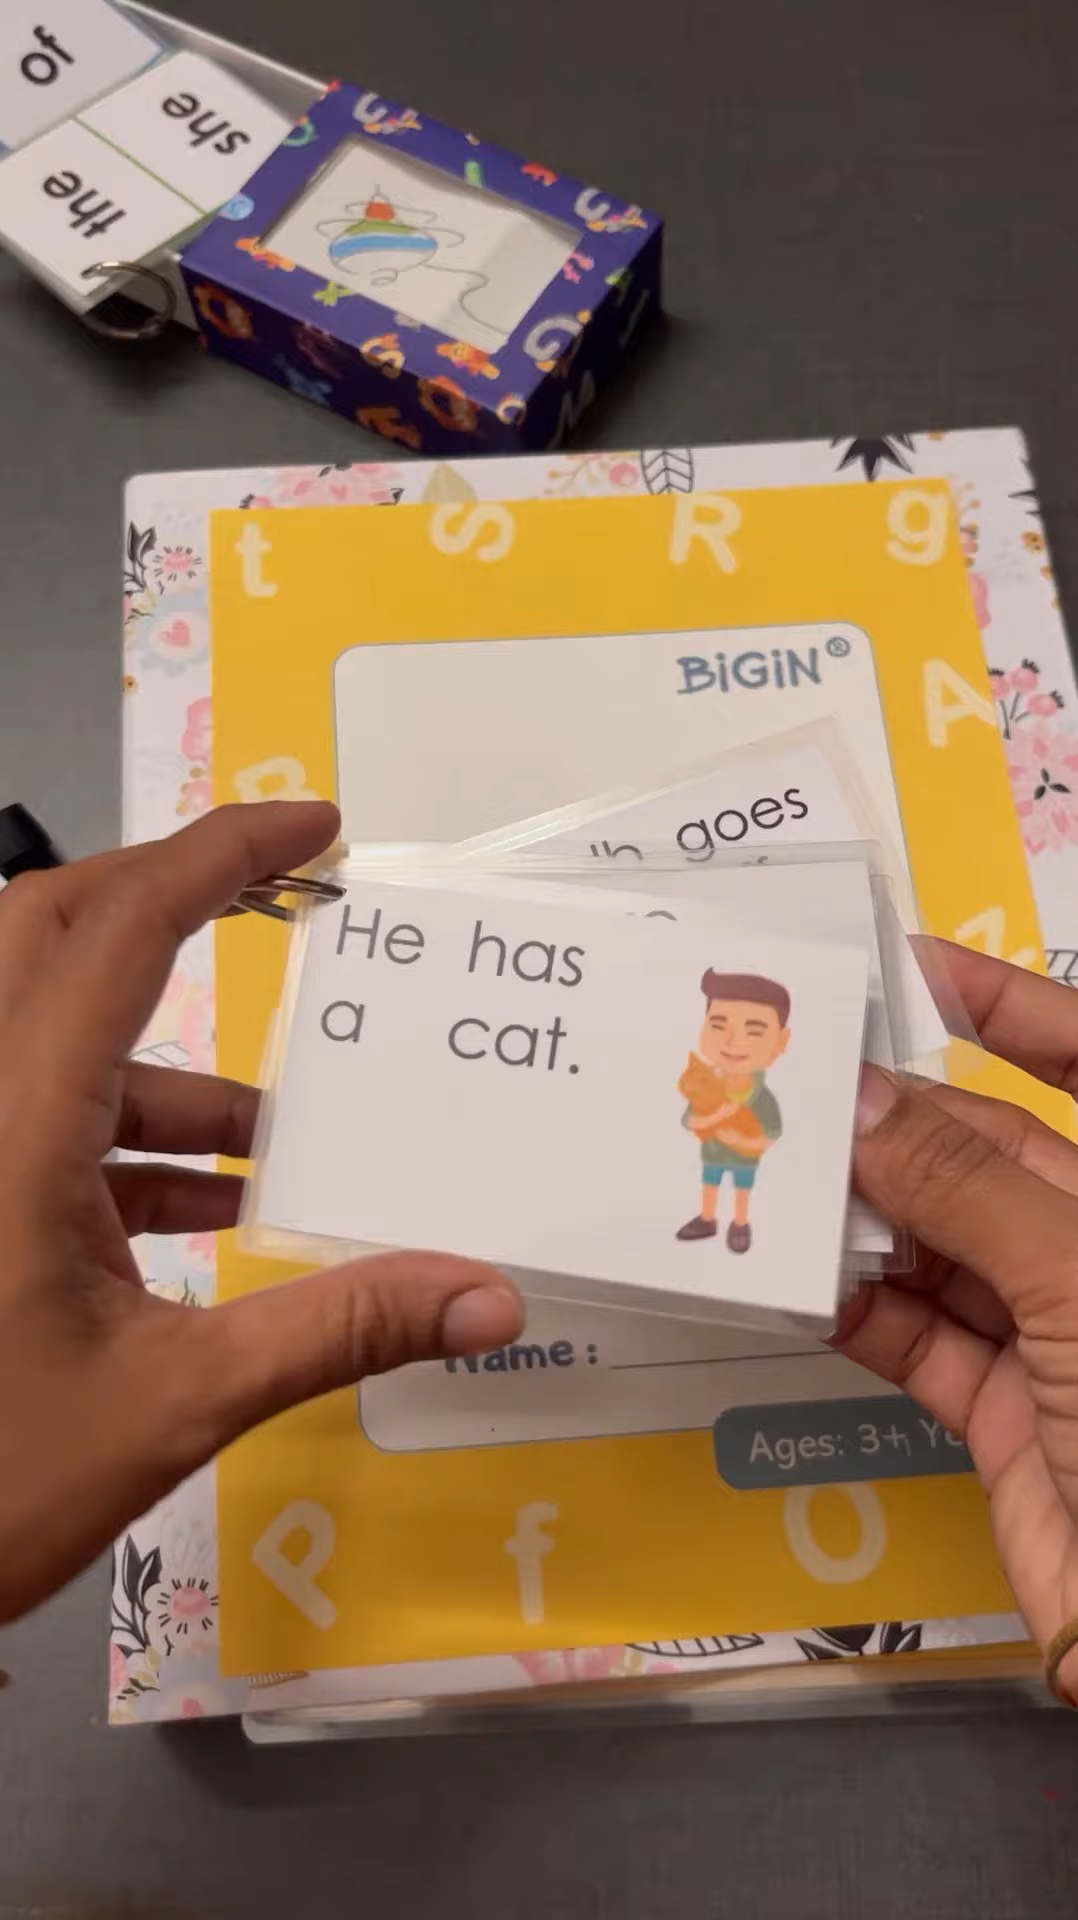 of
she
the
t S R g
BiGiN®
A
B
goes
Z
He has
a cat.
Name:
Ages: 3+
P f O